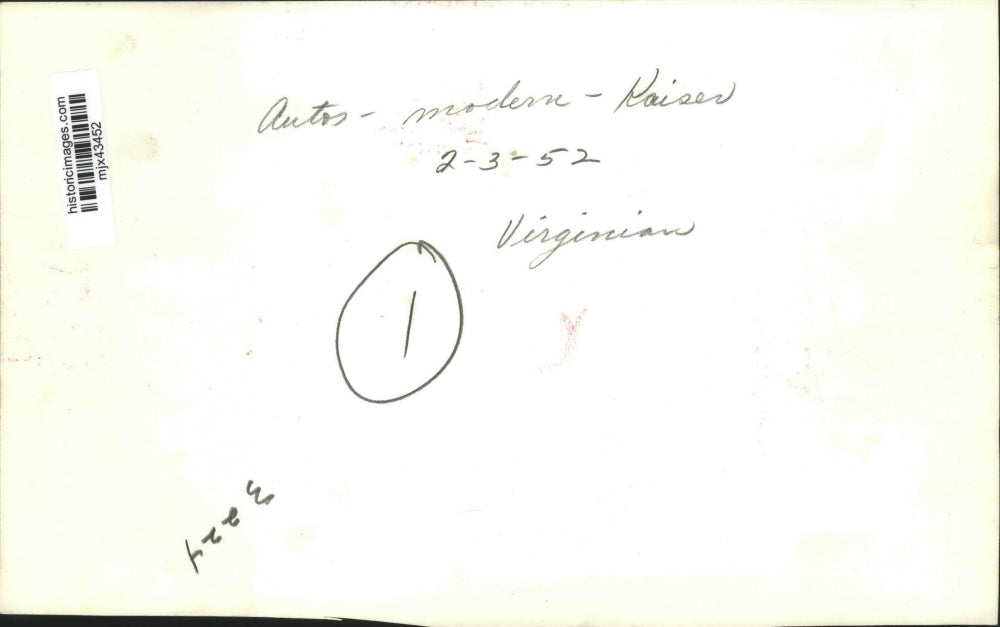 historicimages.com
mjx43452
Autos - modern - Kaiser
2-3-52
Virginian
1